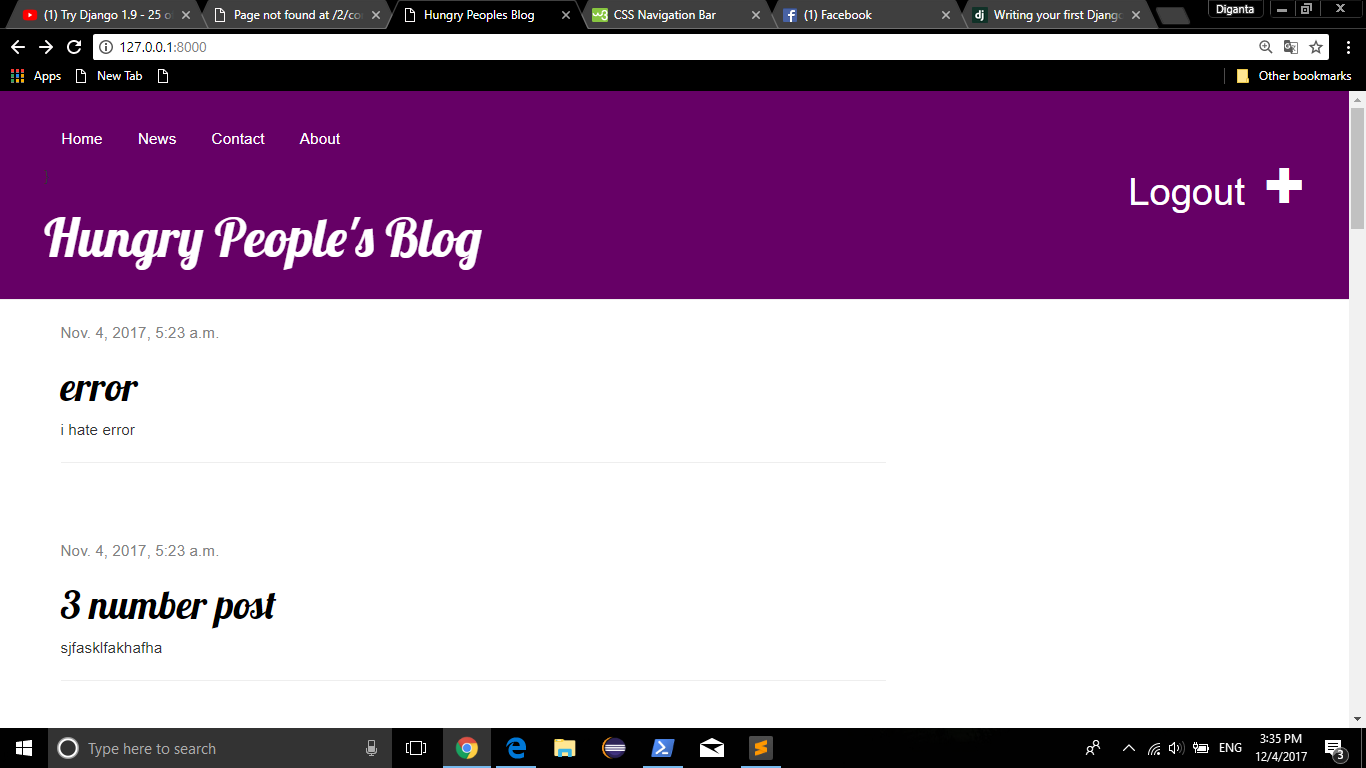 (1) Try Django 1.9 - 25 o
Page not found at /2/co
Hungry Peoples Blog
CSS Navigation Bar
(1) Facebook
Writing your first Djang
Diganta
127.0.0.1:8000
Apps
New Tab
Other bookmarks
Home News Contact About
Logout
Hungry People's Blog
Nov. 4, 2017, 5:23 a.m.
error
i hate error
Nov. 4, 2017, 5:23 a.m.
3 number post
sjfasklfakhafha
Type here to search
ENG
3:35 PM
12/4/2017
3